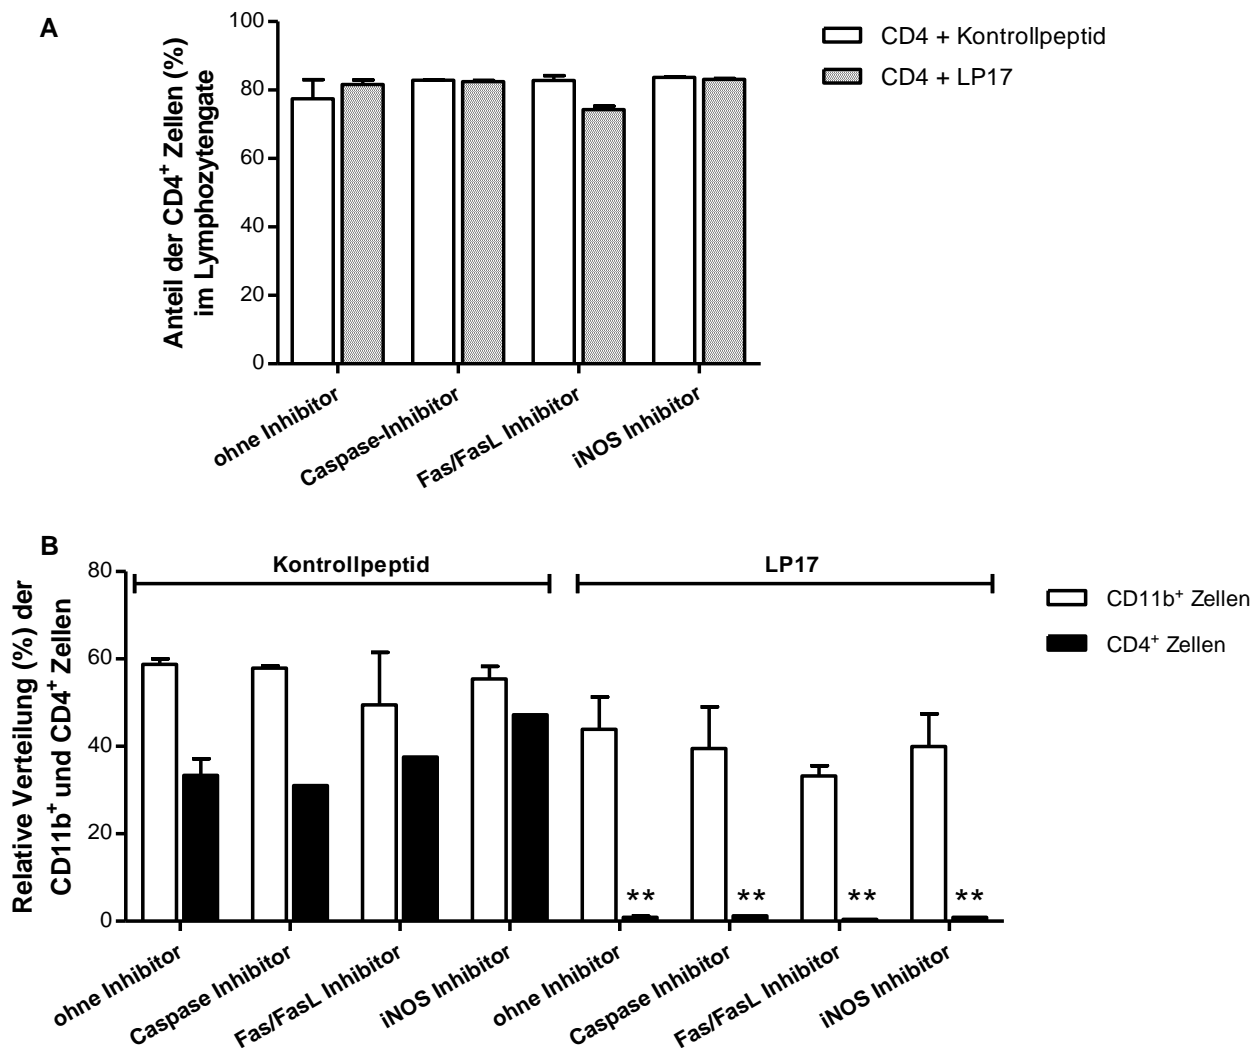 A
Anteil der CD4+ Zellen (%)
im Lymphozytengate
100
80
60
40
20
0
ohne Inhibitor
Caspase-Inhibitor
Fas/FasL Inhibitor
iNOS Inhibitor
CD4 + Kontrollpeptid
CD4 + LP17
B
Relative Verteilung (%) der
CD11b+ und CD4+ Zellen
80
60
40
20
0
Kontrollpeptid
LP17
**
**
**
**
ohne Inhibitor
Caspase Inhibitor
Fas/FasL Inhibitor
iNOS Inhibitor
ohne Inhibitor
Caspase Inhibitor
Fas/FasL Inhibitor
iNOS Inhibitor
CD11b+ Zellen
CD4+ Zellen